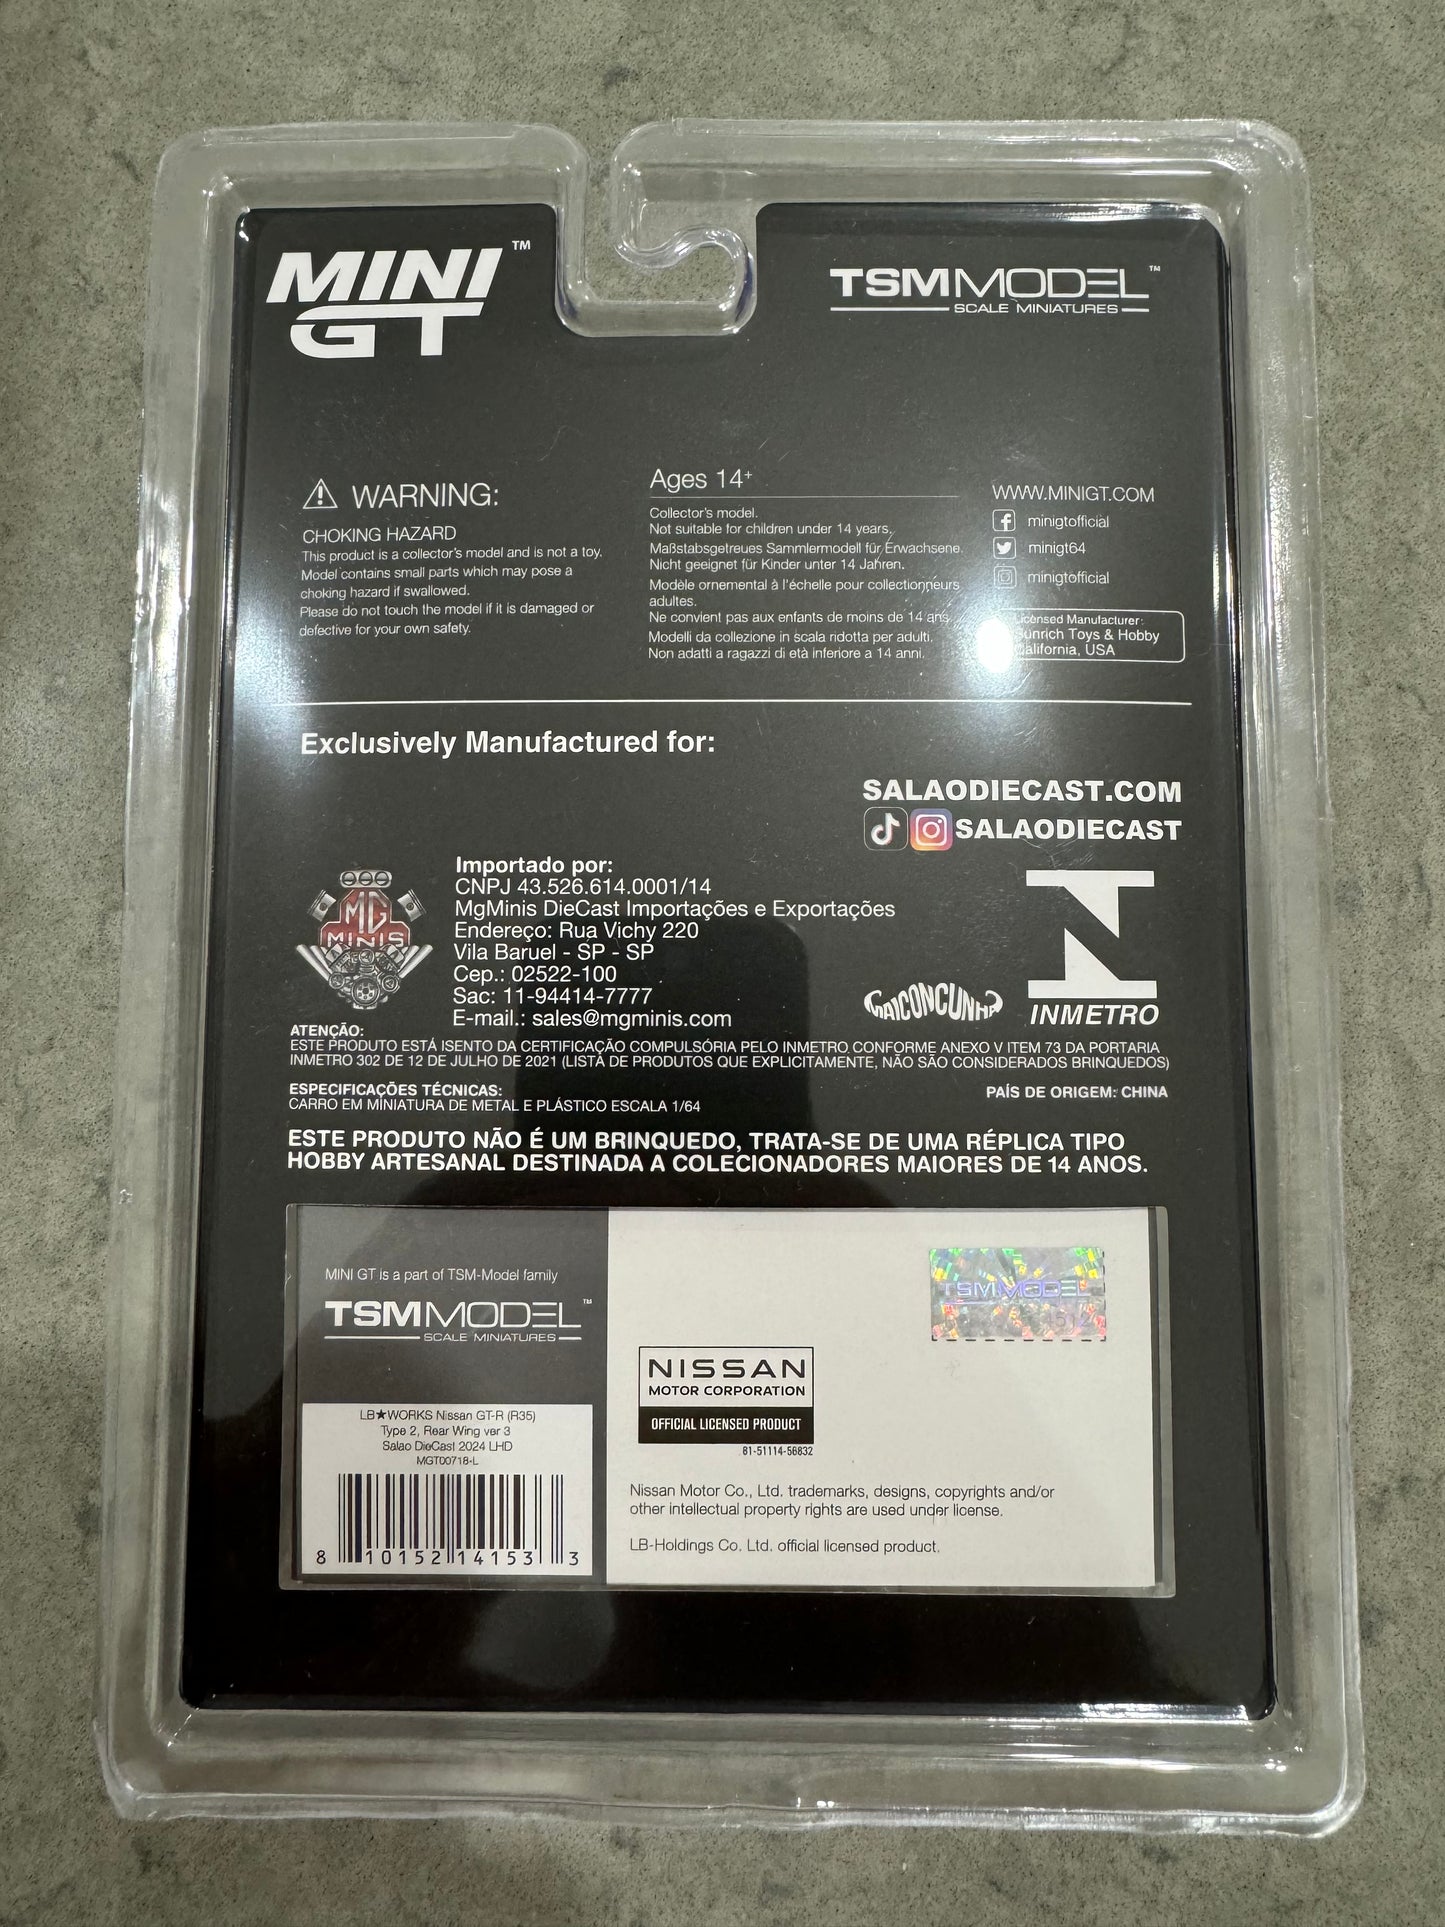 MINI GT™
TSMMODEL™
SCALE MINIATURES
WARNING:
CHOKING HAZARD
This product is a collector's model and is not a toy.
Model contains small parts which may pose a
choking hazard if swallowed.
Please do not touch the model if it is damaged or
defective for your own safety.
Ages 14+
Collector's model.
Not suitable for children under 14 years.
Maßstabsgetreues Sammlermodell für Erwachsene.
Nicht geeignet für Kinder unter 14 Jahren.
Modèle ornemental à l'échelle pour collectionneurs
adultes.
Ne convient pas aux enfants de moins de 14 ans.
Modelli da collezione in scala ridotta per adulti.
Non adatti a ragazzi di età inferiore a 14 anni.
WWW.MINIGT.COM
minigtofficial
minigt64
minigtofficial
Licensed Manufacturer:
Sunrich Toys & Hobby
California, USA
Exclusively Manufactured for:
SALAODIECAST.COM
SALAODIECAST
MG
MINIS
Importado por:
CNPJ 43.526.614.0001/14
MgMinis DieCast Importações e Exportações
Endereço: Rua Vichy 220
Vila Baruel - SP - SP
Cep.: 02522-100
Sac: 11-94414-7777
E-mail.: sales@mgminis.com
MAICONCUNHA
INMETRO
ATENÇÃO:
ESTE PRODUTO ESTÁ ISENTO DA CERTIFICAÇÃO COMPULSÓRIA PELO INMETRO, CONFORME ANEXO V ITEM 73 DA PORTARIA
INMETRO 302 DE 12 DE JULHO DE 2021 (LISTA DE PRODUTOS QUE EXPLICITAMENTE, NÃO SÃO CONSIDERADOS BRINQUEDOS)
ESPECIFICAÇÕES TÉCNICAS:
CARRO EM MINIATURA DE METAL E PLÁSTICO ESCALA 1/64
PAÍS DE ORIGEM: CHINA
ESTE PRODUTO NÃO É UM BRINQUEDO, TRATA-SE DE UMA RÉPLICA TIPO
HOBBY ARTESANAL DESTINADA A COLECIONADORES MAIORES DE 14 ANOS.
MINI GT is a part of TSM-Model family
TSMMODEL™
SCALE MINIATURES
LB★WORKS Nissan GT-R (R35)
Type 2, Rear Wing ver 3
Salao DieCast 2024 LHD
MGT00718-L
8 10152 14153 3
TSMMODEL
NISSAN
MOTOR CORPORATION
OFFICIAL LICENSED PRODUCT
81-51114-56832
Nissan Motor Co., Ltd. trademarks, designs, copyrights and/or
other intellectual property rights are used under license.
LB-Holdings Co. Ltd. official licensed product.